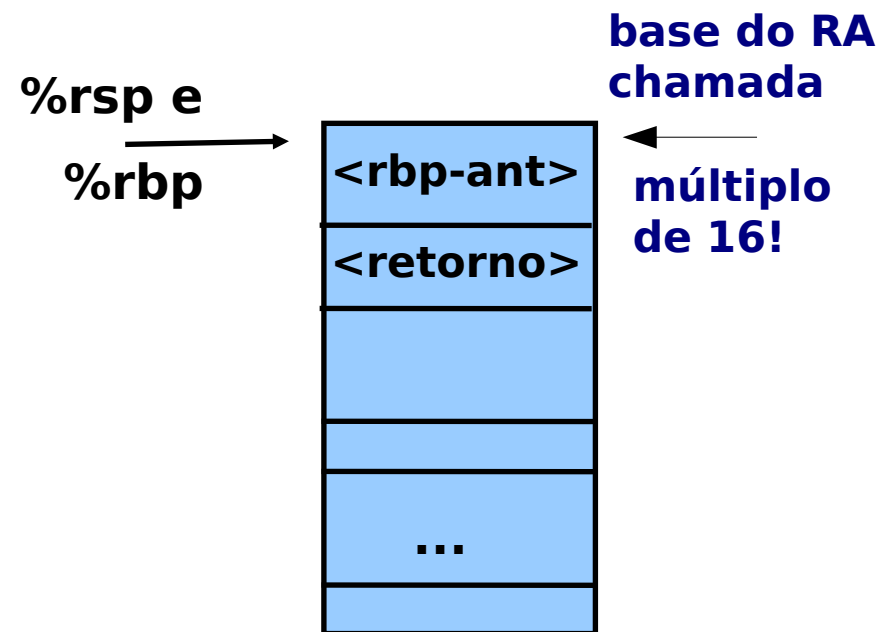 base do RA
chamada
%rsp e
%rbp
<rbp-ant>
múltiplo
de 16!
<retorno>
...